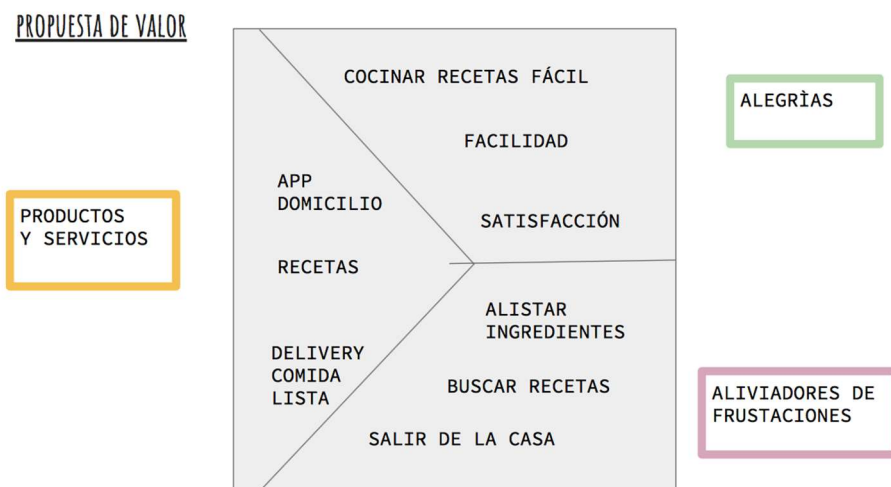 PROPUESTA DE VALOR
COCINAR RECETAS FÁCIL
FACILIDAD
SATISFACCIÓN
ALEGRÌAS
PRODUCTOS
Y SERVICIOS
APP
DOMICILIO
RECETAS
DELIVERY
COMIDA
LISTA
ALISTAR
INGREDIENTES
BUSCAR RECETAS
SALIR DE LA CASA
ALIVIADORES DE
FRUSTACIONES